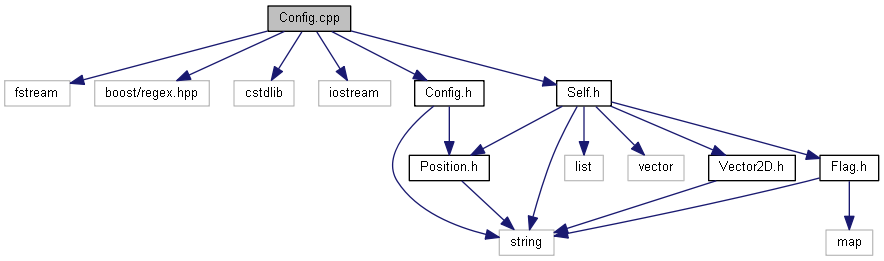 Config.cpp
fstream
boost/regex.hpp
cstdlib
iostream
Config.h
Self.h
Position.h
list
vector
Vector2D.h
Flag.h
string
map